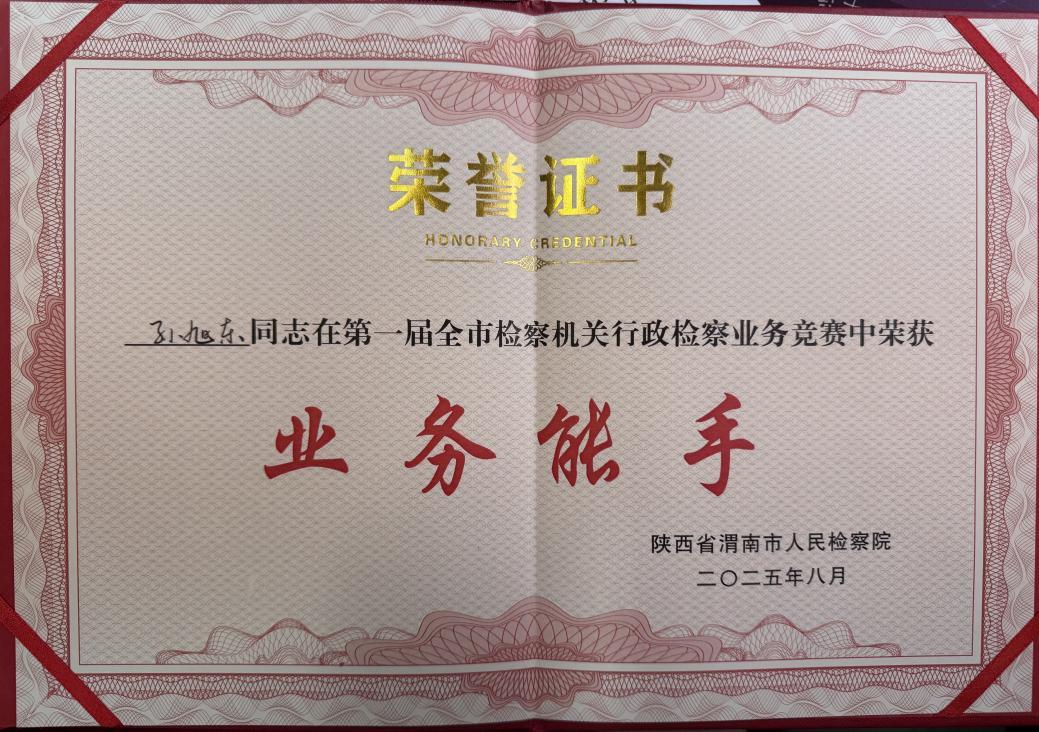 荣誉证书
HONORARY CREDENTIAL
孙旭东同志在第一届全市检察机关行政检察业务竞赛中荣获
业务能手
陕西省渭南市人民检察院
二〇二五年八月